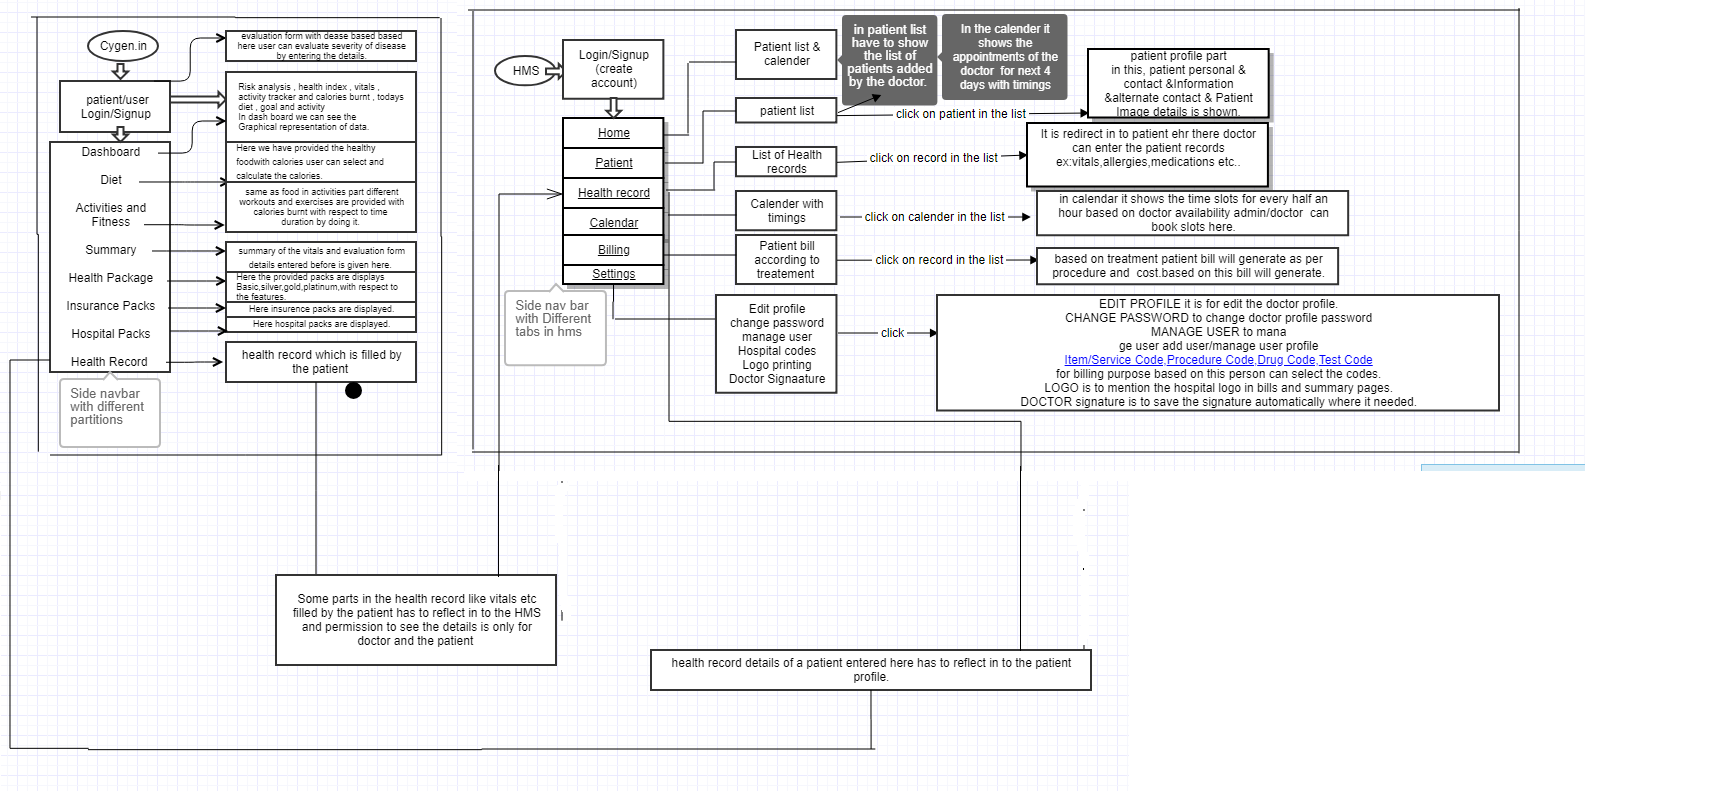 Cygen.in
patient/user
Login/Signup
Dashboard
Diet
Activities and
Fitness
Summary
Health Package
Insurance Packs
Hospital Packs
Health Record
Side navbar
with different
partitions
evaluation form with dease based based
here user can evaluate severity of disease
by entering the details.
Risk analysis , health index , vitals ,
activity tracker and calories burnt , todays
diet , goal and activity
In dash board we can see the
Graphical representation of data.
Here we have provided the healthy
foodwith calories user can select and
calculate the calories.
same as food in activities part different
workouts and exercises are provided with
calories burnt with respect to time
duration by doing it.
summary of the vitals and evaluation form
details entered before is given here.
Here the provided packs are displays
Basic,silver,gold,platinum,with respect to
the features.
Here insurence packs are displayed.
Here hospital packs are displayed.
health record which is filled by
the patient
HMS
Login/Signup
(create
account)
Home
Patient
Health record
Calendar
Billing
Settings
Side nav bar
with Different
tabs in hms
Patient list &
calender
patient list
List of Health
records
Calender with
timings
Patient bill
according to
treatement
Edit profile
change password
manage user
Hospital codes
Logo printing
Doctor Signaature
in patient list
have to show
the list of
patients added
by the doctor.
In the calender it
shows the
appointments of the
doctor for next 4
days with timings
click on patient in the list
click on record in the list
click on calender in the list
click on record in the list
click
patient profile part
in this, patient personal &
contact &Information
&alternate contact & Patient
Image details is shown.
It is redirect in to patient ehr there doctor
can enter the patient records
ex:vitals,allergies,medications etc..
in calendar it shows the time slots for every half an
hour based on doctor availability admin/doctor can
book slots here.
based on treatment patient bill will generate as per
procedure and cost.based on this bill will generate.
EDIT PROFILE it is for edit the doctor profile.
CHANGE PASSWORD to change doctor profile password
MANAGE USER to mana
ge user add user/manage user profile
Item/Service Code,Procedure Code,Drug Code,Test Code
for billing purpose based on this person can select the codes.
LOGO is to mention the hospital logo in bills and summary pages.
DOCTOR signature is to save the signature automatically where it needed.
Some parts in the health record like vitals etc
filled by the patient has to reflect in to the HMS
and permission to see the details is only for
doctor and the patient
health record details of a patient entered here has to reflect in to the patient
profile.